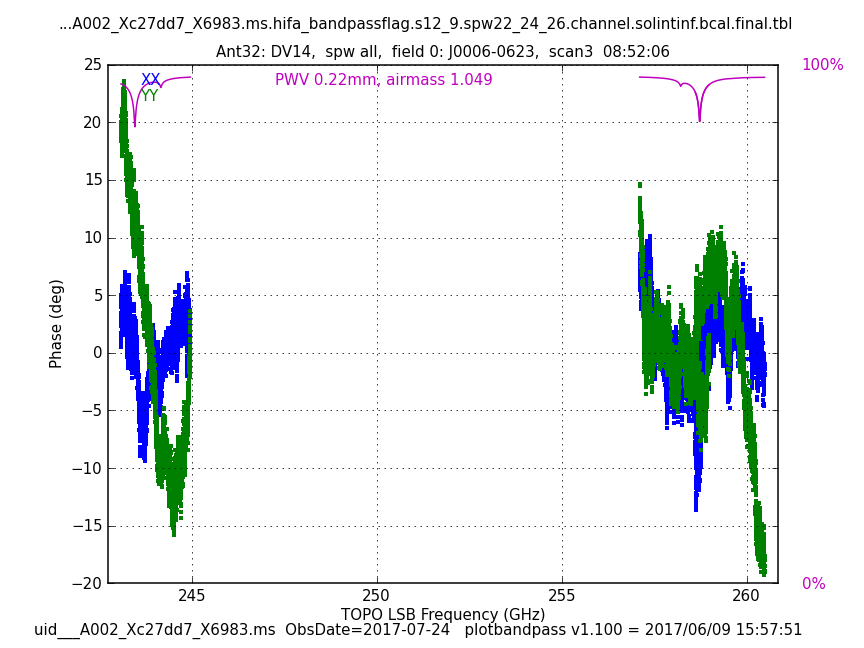 ...A002_Xc27dd7_X6983.ms.hifa_bandpassflag.s12_9.spw22_24_26.channel.solintinf.bcal.final.tbl
Ant32: DV14,  spw all,  field 0: J0006-0623,  scan3  08:52:06
25
20
15
10
5
0
−5
−10
−15
−20
Phase (deg)
XX
YY
PWV 0.22mm, airmass 1.049
100%
0%
245
250
255
260
TOPO LSB Frequency (GHz)
uid___A002_Xc27dd7_X6983.ms  ObsDate=2017-07-24   plotbandpass v1.100 = 2017/06/09 15:57:51